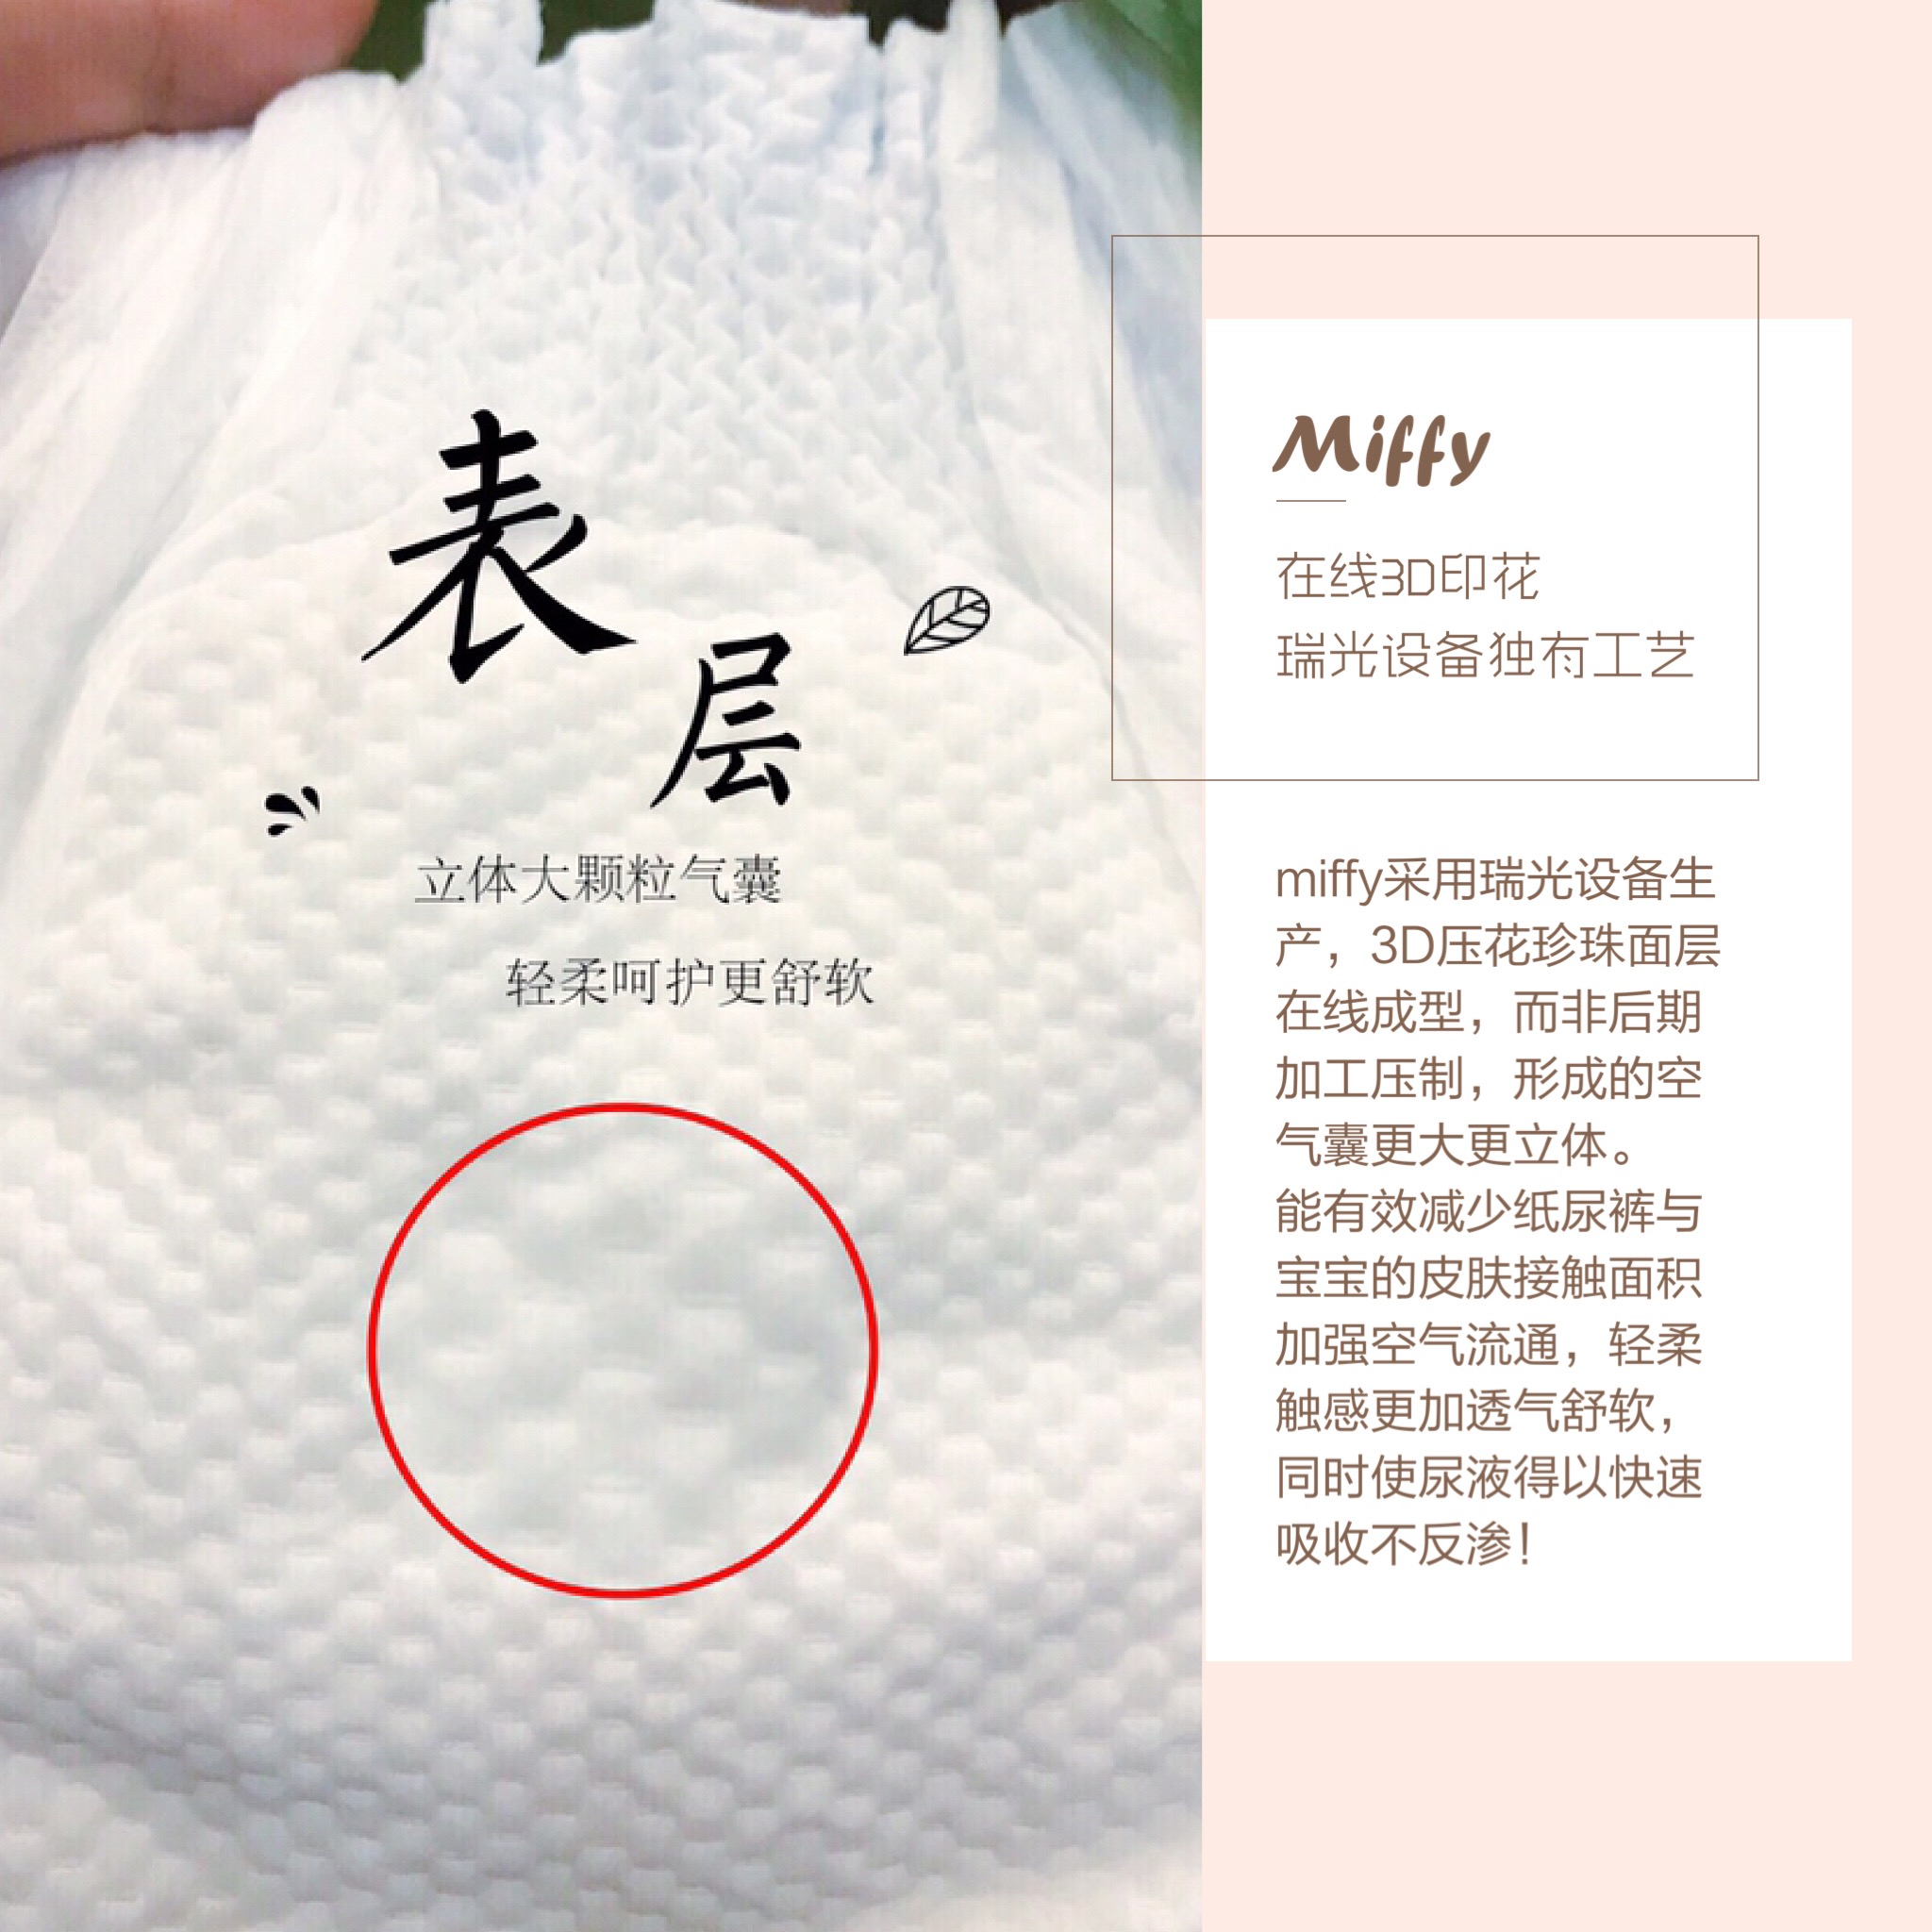 表层
立体大颗粒气囊
轻柔呵护更舒软
Miffy
在线3D印花
瑞光设备独有工艺
miffy采用瑞光设备生
产，3D压花珍珠面层
在线成型，而非后期
加工压制，形成的空
气囊更大更立体。
能有效减少纸尿裤与
宝宝的皮肤接触面积
加强空气流通，轻柔
触感更加透气舒软，
同时使尿液得以快速
吸收不反渗！